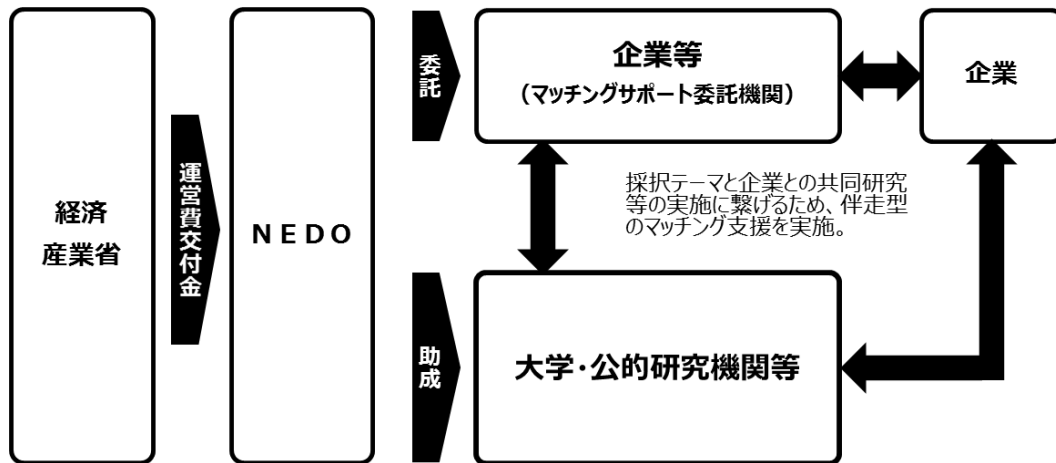 経済
産業省
運営費交付金
NEDO
委託
企業等
（マッチングサポート委託機関）
企業
採択テーマと企業との共同研究
等の実施に繋げるため、伴走型
のマッチング支援を実施。
助成
大学・公的研究機関等